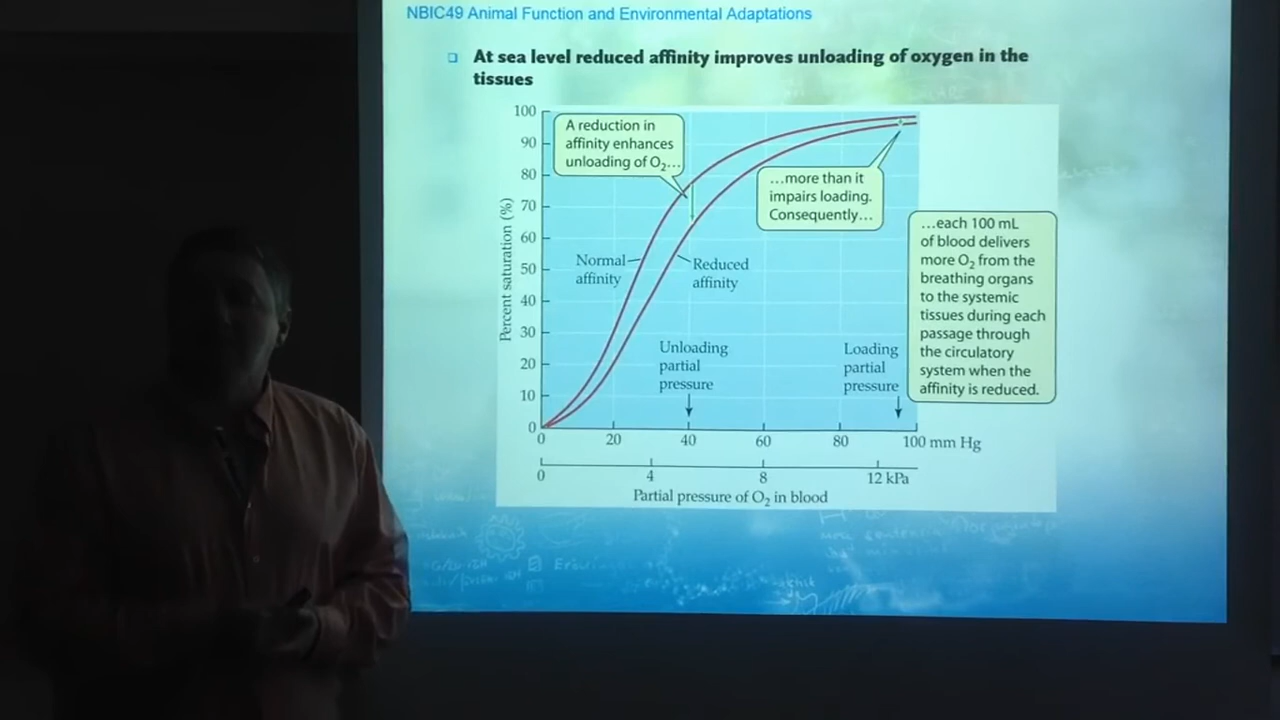 NBIC49 Animal Function and Environmental Adaptations
At sea level reduced affinity improves unloading of oxygen in the
tissues
100
90
80
70
60
50
40
30
20
10
0
Percent saturation (%)
A reduction in
affinity enhances
unloading of O₂…
…more than it
impairs loading.
Consequently…
…each 100 mL
of blood delivers
more O₂ from the
breathing organs
to the systemic
tissues during each
passage through
the circulatory
system when the
affinity is reduced.
Normal
affinity
Reduced
affinity
Unloading
partial
pressure
Loading
partial
pressure
0 20 40 60 80 100 mm Hg
0 4 8 12 kPa
Partial pressure of O₂ in blood